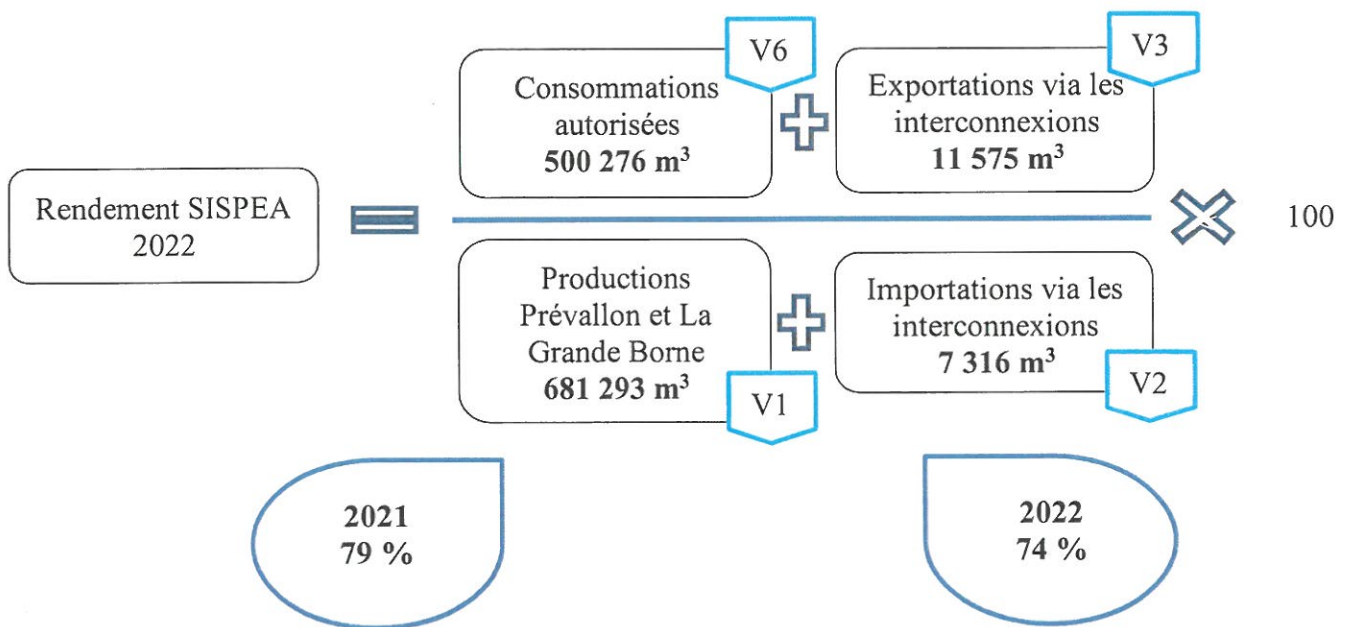 V6
Consommations
autorisées
500 276 m³
V3
Exportations via les
interconnexions
11 575 m³
Rendement SISPEA
2022
100
Productions
Prévallon et La
Grande Borne
681 293 m³
V1
Importations via les
interconnexions
7 316 m³
V2
2021
79 %
2022
74 %